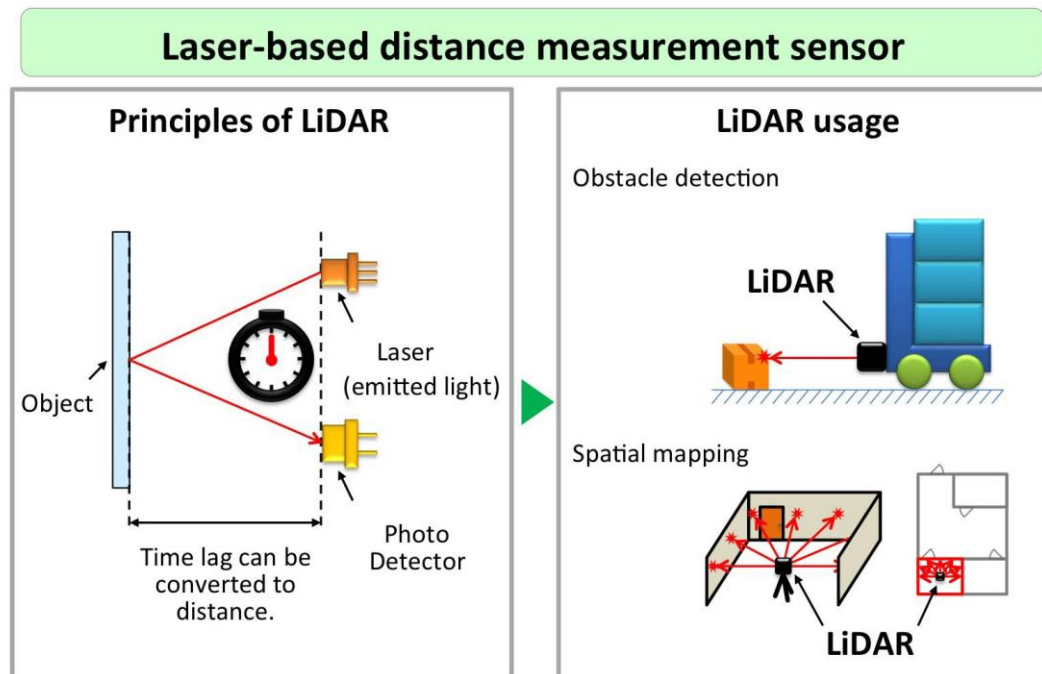 Laser-based distance measurement sensor
Principles of LiDAR
Object
Laser
(emitted light)
Photo
Detector
Time lag can be
converted to
distance.
LiDAR usage
Obstacle detection
LiDAR
Spatial mapping
LiDAR